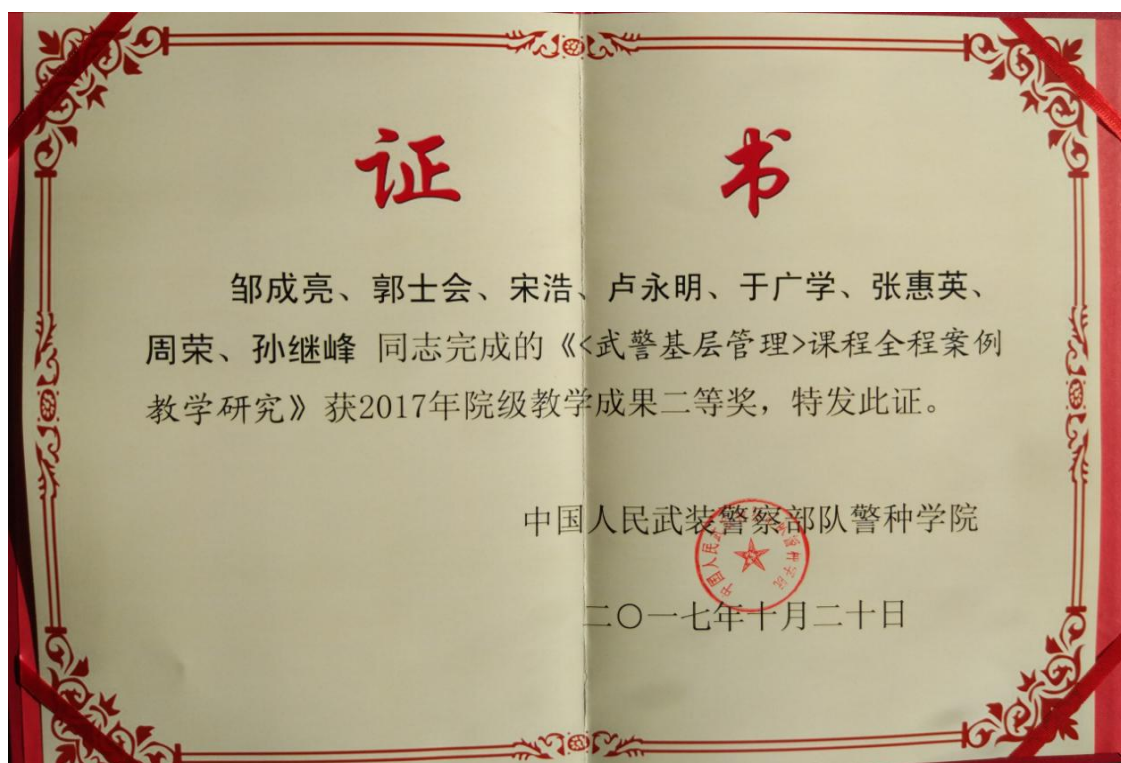 证书
邹成亮、郭士会、宋浩、卢永明、于广学、张惠英、
周荣、孙继峰 同志完成的《<武警基层管理>课程全程案例
教学研究》获2017年院级教学成果二等奖，特发此证。
中国人民武装警察部队警种学院
二〇一七年十月二十日